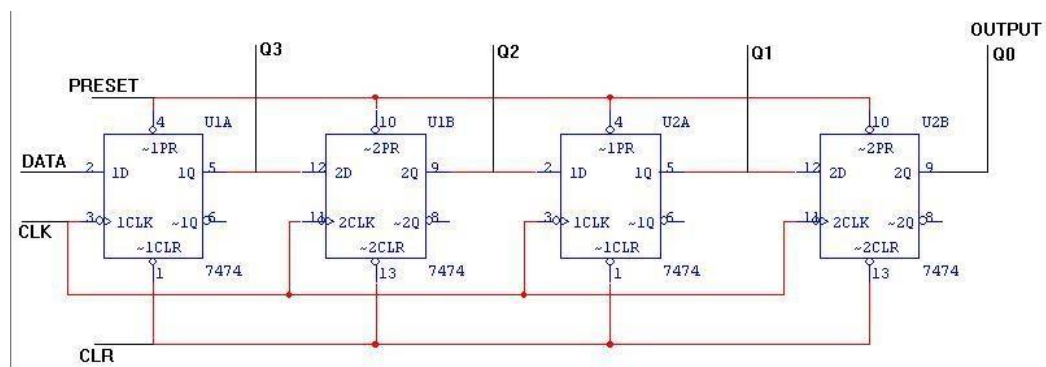 OUTPUT
Q3 Q2 Q1 Q0
PRESET
4 U1A 10 U1B 4 U2A 10 U2B
~1PR ~2PR ~1PR ~2PR
DATA 2 1D 1Q 5 12 2D 2Q 9 2 1D 1Q 5 12 2D 2Q 9
CLK 3 1CLK ~1Q 6 11 2CLK ~2Q 8 3 1CLK ~1Q 6 11 2CLK ~2Q 8
~1CLR ~2CLR ~1CLR ~2CLR
1 7474 13 7474 1 7474 13 7474
CLR